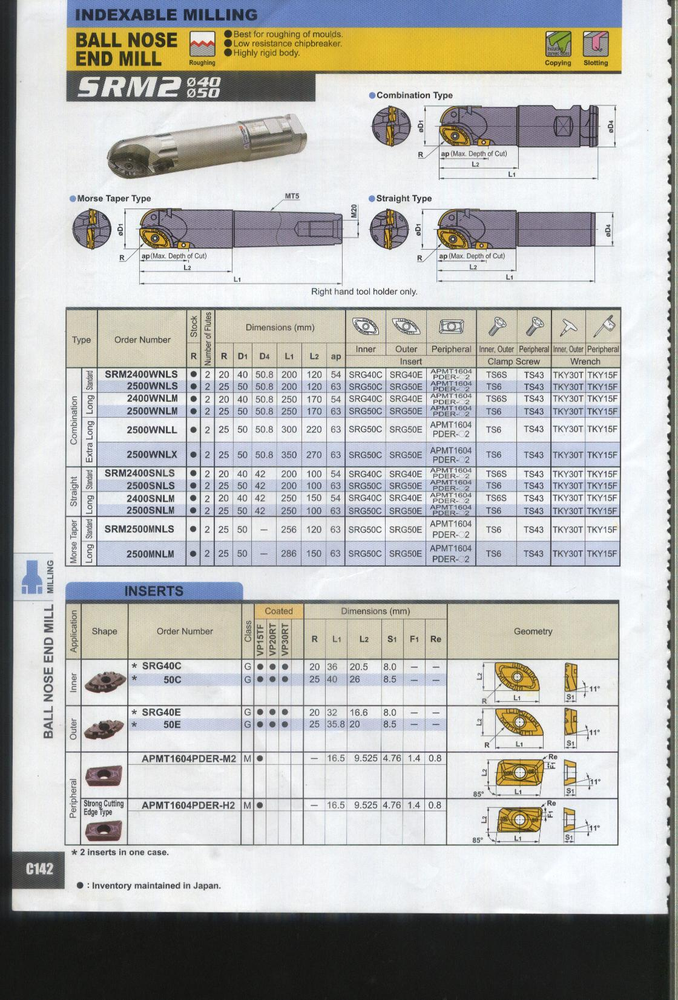 INDEXABLE MILLING
BALL NOSE
END MILL
Roughing
●Best for roughing of moulds.
●Low resistance chipbreaker.
●Highly rigid body.
Copying
Slotting
SRM2 ø40
ø50
●Combination Type
øD1
øD4
R
ap (Max. Depth of Cut)
L2
L1
●Morse Taper Type
MT5
øD1
M20
R
ap (Max. Depth of Cut)
L2
L1
●Straight Type
øD1
øD4
R
ap (Max. Depth of Cut)
L2
L1
Right hand tool holder only.
Type Order Number Stock R Number of Flutes Dimensions (mm) R D1 D4 L1 L2 ap
Inner Outer Peripheral Inner, Outer Peripheral Inner, Outer Peripheral
Insert Clamp Screw Wrench
Combination
Standard
SRM2400WNLS ● 2 20 40 50.8 200 120 54 SRG40C SRG40E APMT1604 PDER-◌2 TS6S TS43 TKY30T TKY15F
2500WNLS ● 2 25 50 50.8 200 120 63 SRG50C SRG50E APMT1604 PDER-◌2 TS6 TS43 TKY30T TKY15F
Long
2400WNLM ● 2 20 40 50.8 250 170 54 SRG40C SRG40E APMT1604 PDER-◌2 TS6S TS43 TKY30T TKY15F
2500WNLM ● 2 25 50 50.8 250 170 63 SRG50C SRG50E APMT1604 PDER-◌2 TS6 TS43 TKY30T TKY15F
Extra Long
2500WNLL ● 2 25 50 50.8 300 220 63 SRG50C SRG50E APMT1604 PDER-◌2 TS6 TS43 TKY30T TKY15F
2500WNLX ● 2 25 50 50.8 350 270 63 SRG50C SRG50E APMT1604 PDER-◌2 TS6 TS43 TKY30T TKY15F
Straight
Standard
SRM2400SNLS ● 2 20 40 42 200 100 54 SRG40C SRG40E APMT1604 PDER-◌2 TS6S TS43 TKY30T TKY15F
2500SNLS ● 2 25 50 42 200 100 63 SRG50C SRG50E APMT1604 PDER-◌2 TS6 TS43 TKY30T TKY15F
Long
2400SNLM ● 2 20 40 42 250 150 54 SRG40C SRG40E APMT1604 PDER-◌2 TS6S TS43 TKY30T TKY15F
2500SNLM ● 2 25 50 42 250 100 63 SRG50C SRG50E APMT1604 PDER-◌2 TS6 TS43 TKY30T TKY15F
Morse Taper
Standard
SRM2500MNLS ● 2 25 50 — 256 120 63 SRG50C SRG50E APMT1604 PDER-◌2 TS6 TS43 TKY30T TKY15F
Long
2500MNLM ● 2 25 50 — 286 150 63 SRG50C SRG50E APMT1604 PDER-◌2 TS6 TS43 TKY30T TKY15F
MILLING
BALL NOSE END MILL
INSERTS
Application Shape Order Number Class Coated VP15TF VP20RT VP30RT Dimensions (mm) R L1 L2 S1 F1 Re Geometry
Inner
* SRG40C G ● ● ● 20 36 20.5 8.0 — —
* 50C G ● ● ● 25 40 26 8.5 — —
L2
R
L1
S1
11°
Outer
* SRG40E G ● ● ● 20 32 16.6 8.0 — —
* 50E G ● ● ● 25 35.8 20 8.5 — —
L2
R
L1
S1
11°
Peripheral
APMT1604PDER-M2 M ● — 16.5 9.525 4.76 1.4 0.8
Re
F1
L2
85°
L1
S1
11°
Strong Cutting
Edge Type
APMT1604PDER-H2 M ● — 16.5 9.525 4.76 1.4 0.8
Re
F1
L2
H2
85°
L1
S1
11°
* 2 inserts in one case.
C142
● : Inventory maintained in Japan.